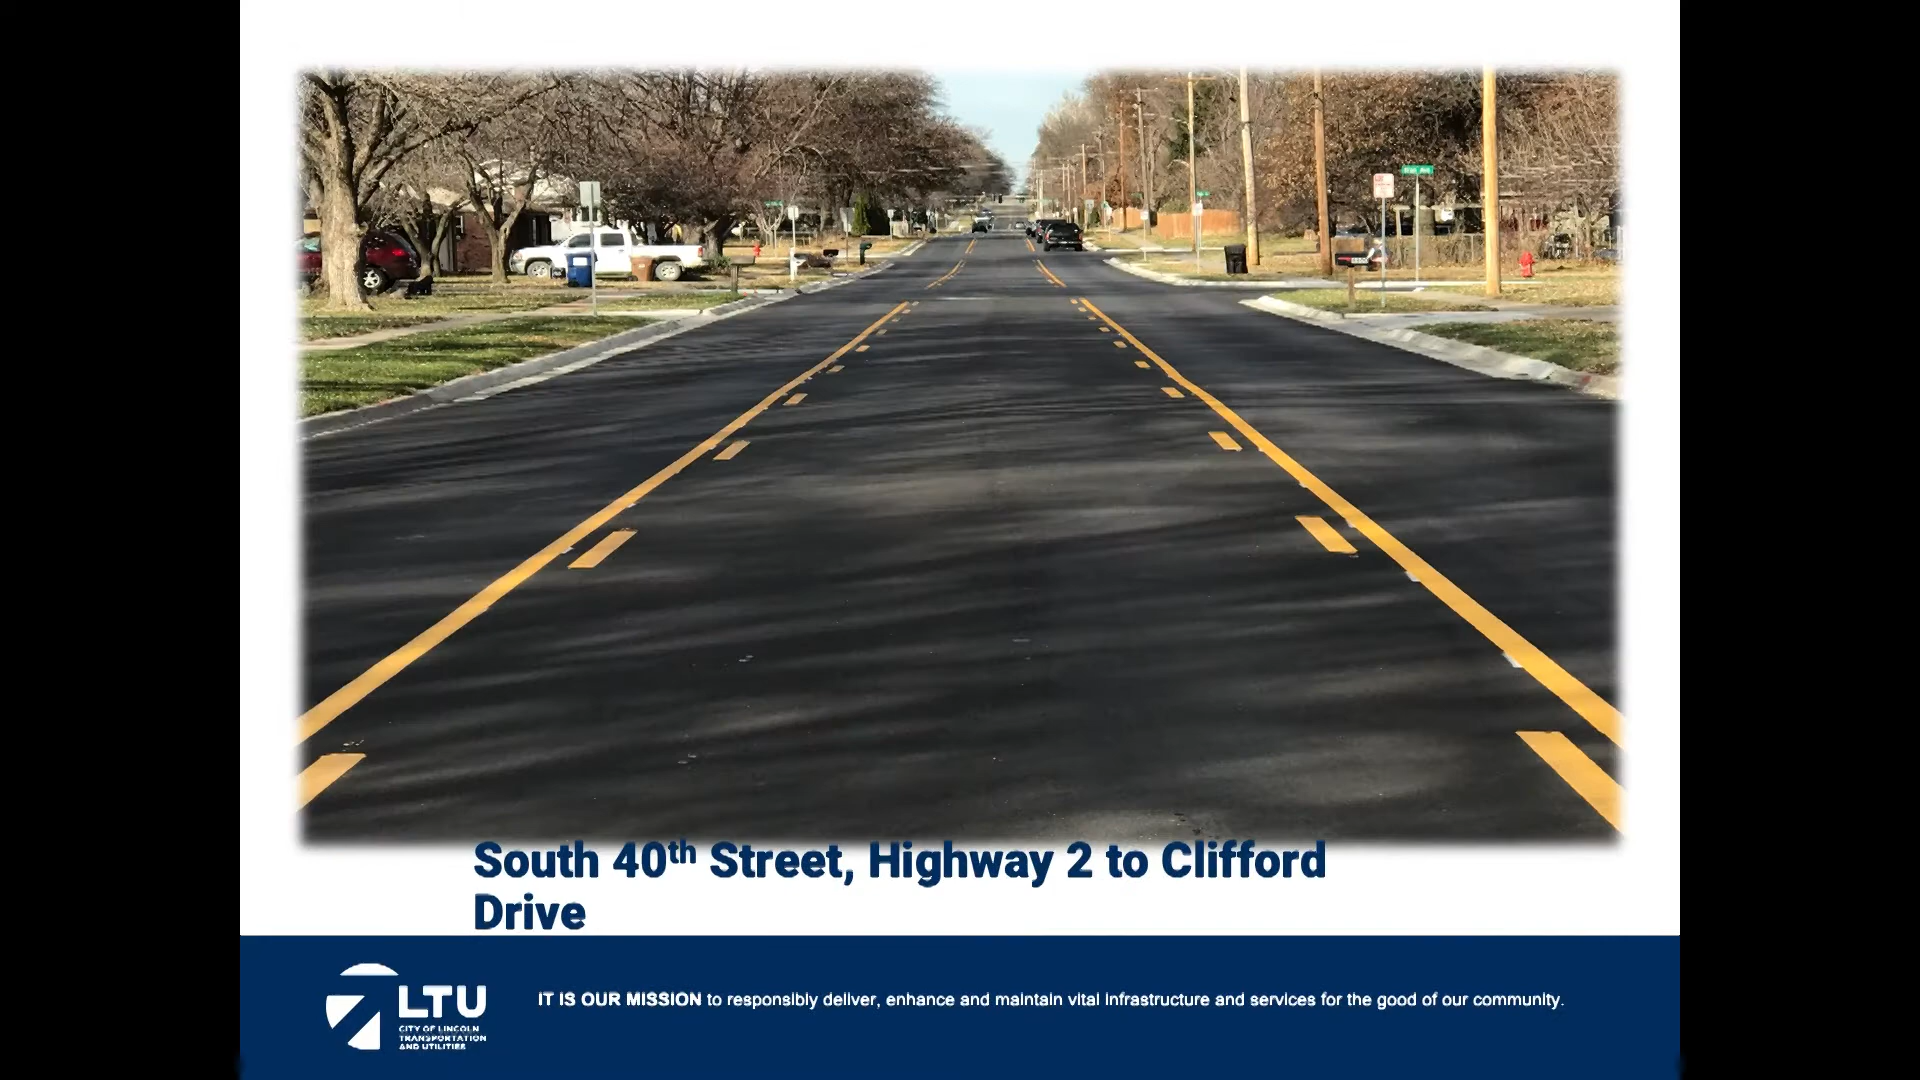 South 40th Street, Highway 2 to Clifford
Drive
LTU
CITY OF LINCOLN
TRANSPORTATION
AND UTILITIES
IT IS OUR MISSION to responsibly deliver, enhance and maintain vital infrastructure and services for the good of our community.